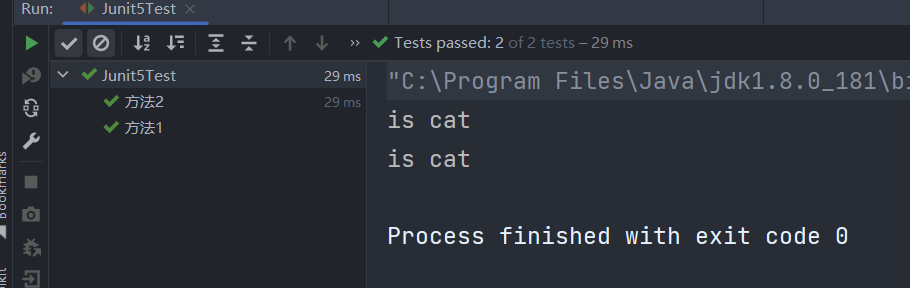 Run: Junit5Test ×
» Tests passed: 2 of 2 tests – 29 ms
Junit5Test 29 ms
"C:\Program Files\Java\jdk1.8.0_181\bi
方法2 29 ms
is cat
方法1
is cat
Process finished with exit code 0
Bookmarks